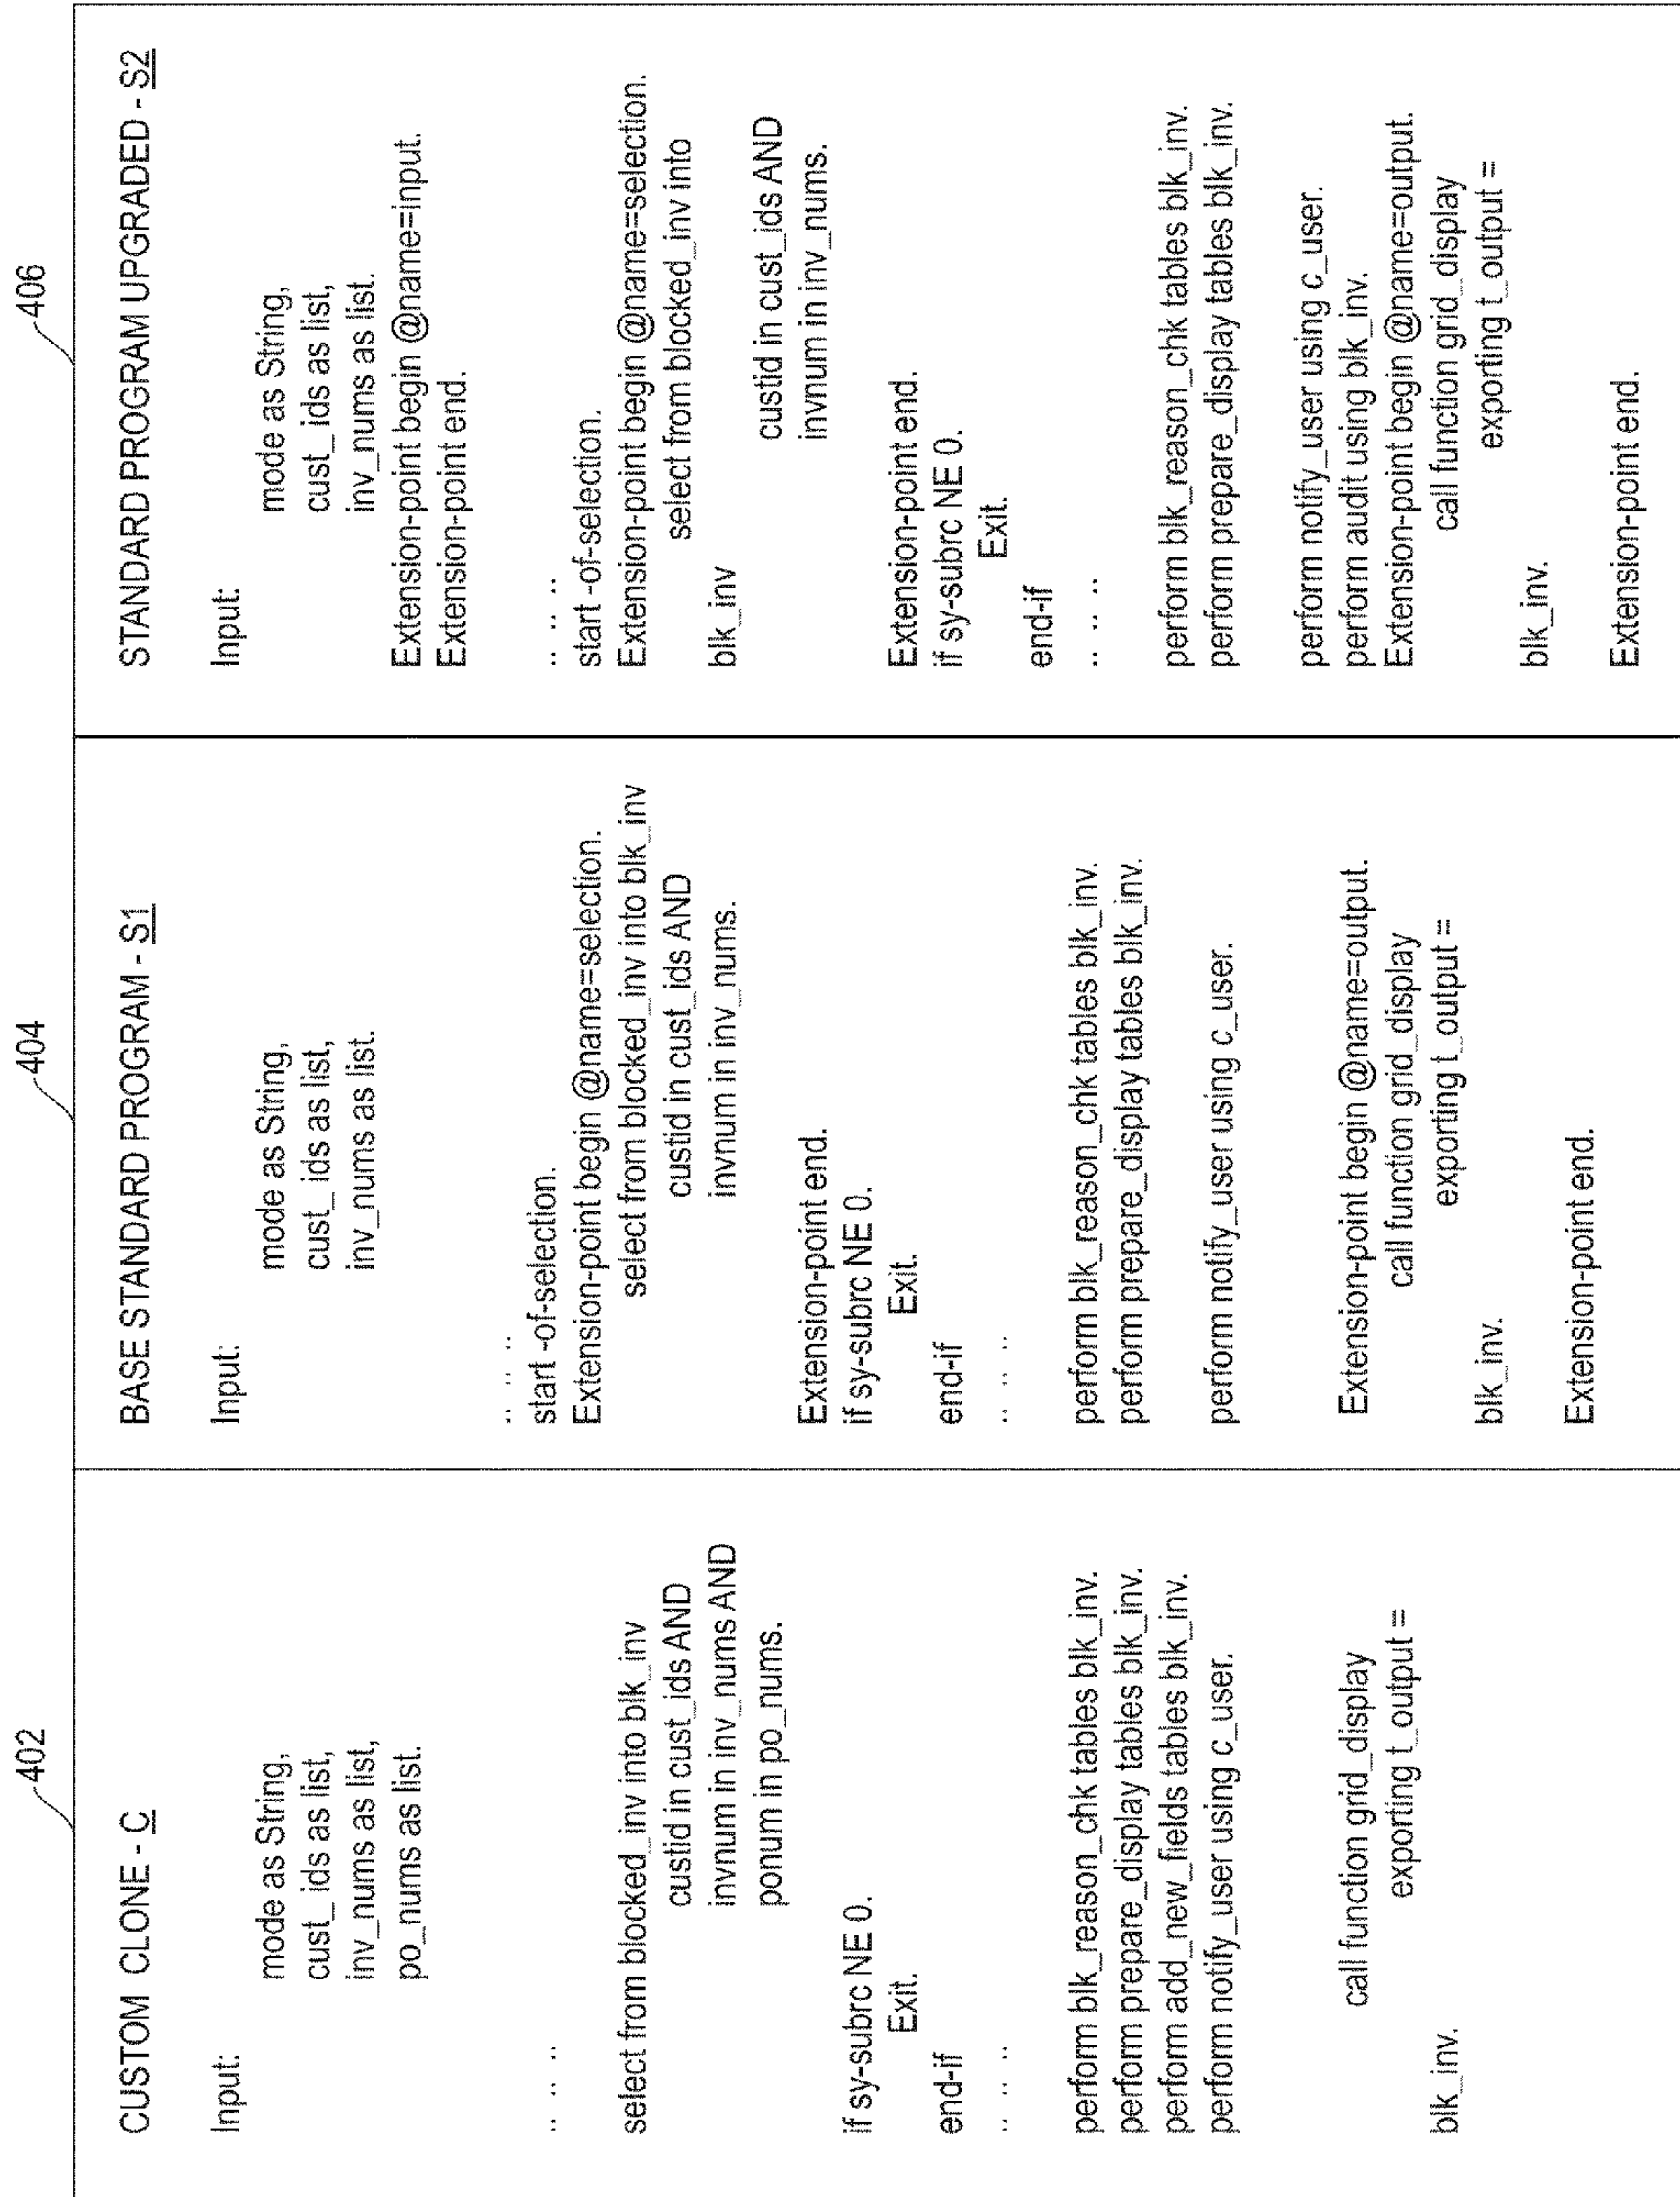 402
CUSTOM CLONE - C
Input:
mode as String,
cust_ids as list,
inv_nums as list,
po_nums as list.
.. .. ..
select from blocked_inv into blk_inv
custid in cust_ids AND
invnum in inv_nums AND
ponum in po_nums.
if sy-subrc NE 0.
Exit.
end-if
.. .. ..
perform blk_reason_chk tables blk_inv.
perform prepare_display tables blk_inv.
perform add_new_fields tables blk_inv.
perform notify_user using c_user.
call function grid_display
exporting t_output =
blk_inv.
404
BASE STANDARD PROGRAM - S1
Input:
mode as String,
cust_ids as list,
inv_nums as list.
.. .. ..
start -of-selection.
Extension-point begin @name=selection.
select from blocked_inv into blk_inv
custid in cust_ids AND
invnum in inv_nums.
Extension-point end.
if sy-subrc NE 0.
Exit.
end-if
.. .. ..
perform blk_reason_chk tables blk_inv.
perform prepare_display tables blk_inv.
perform notify_user using c_user.
Extension-point begin @name=output.
call function grid_display
exporting t_output =
blk_inv.
Extension-point end.
406
STANDARD PROGRAM UPGRADED - S2
Input:
mode as String,
cust_ids as list,
inv_nums as list.
Extension-point begin @name=input.
Extension-point end.
.. .. ..
start -of-selection.
Extension-point begin @name=selection.
select from blocked_inv into
blk_inv
custid in cust_ids AND
invnum in inv_nums.
Extension-point end.
if sy-subrc NE 0.
Exit.
end-if
.. .. ..
perform blk_reason_chk tables blk_inv.
perform prepare_display tables blk_inv.
perform notify_user using c_user.
perform audit using blk_inv.
Extension-point begin @name=output.
call function grid_display
exporting t_output =
blk_inv.
Extension-point end.